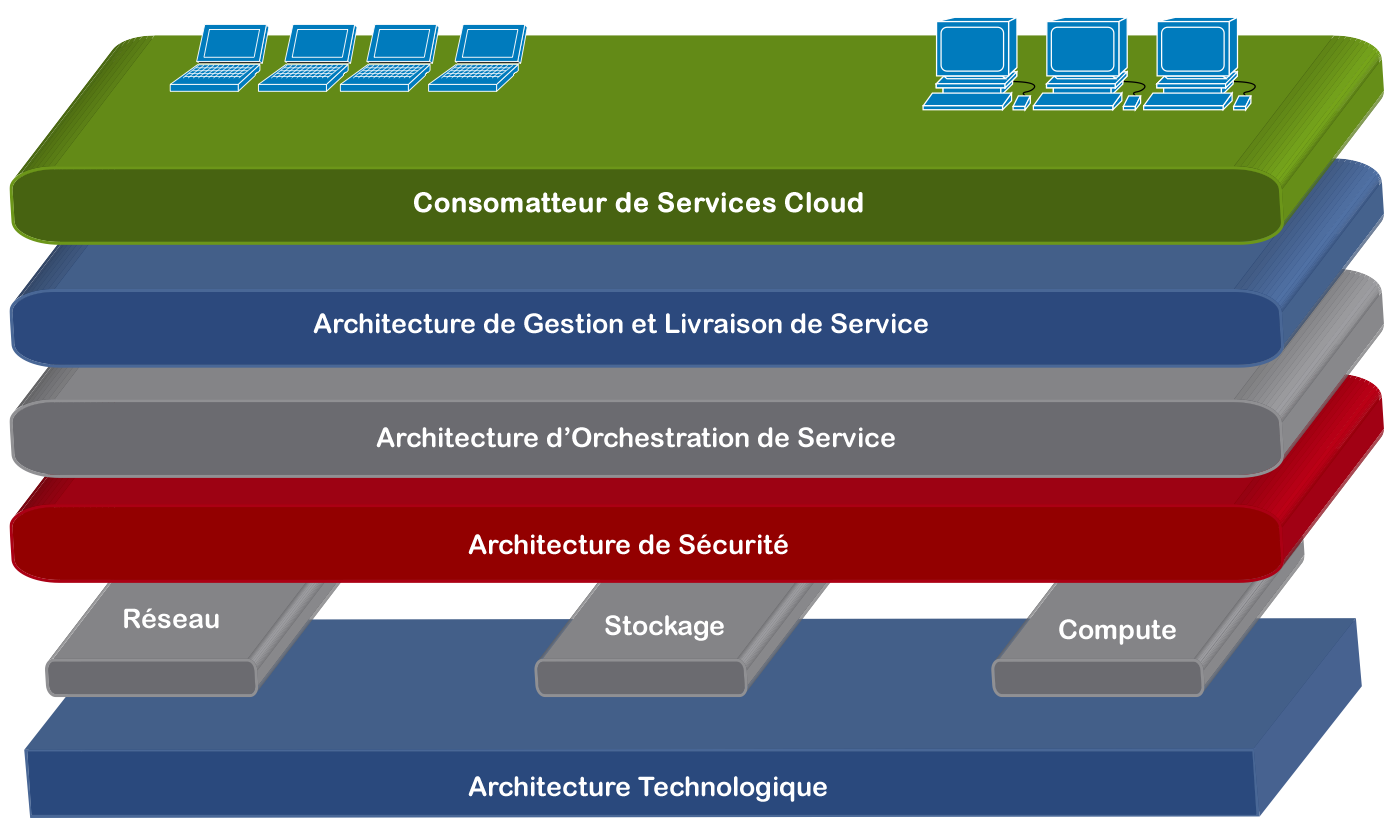 Consomatteur de Services Cloud
Architecture de Gestion et Livraison de Service
Architecture d’Orchestration de Service
Architecture de Sécurité
Réseau
Stockage
Compute
Architecture Technologique